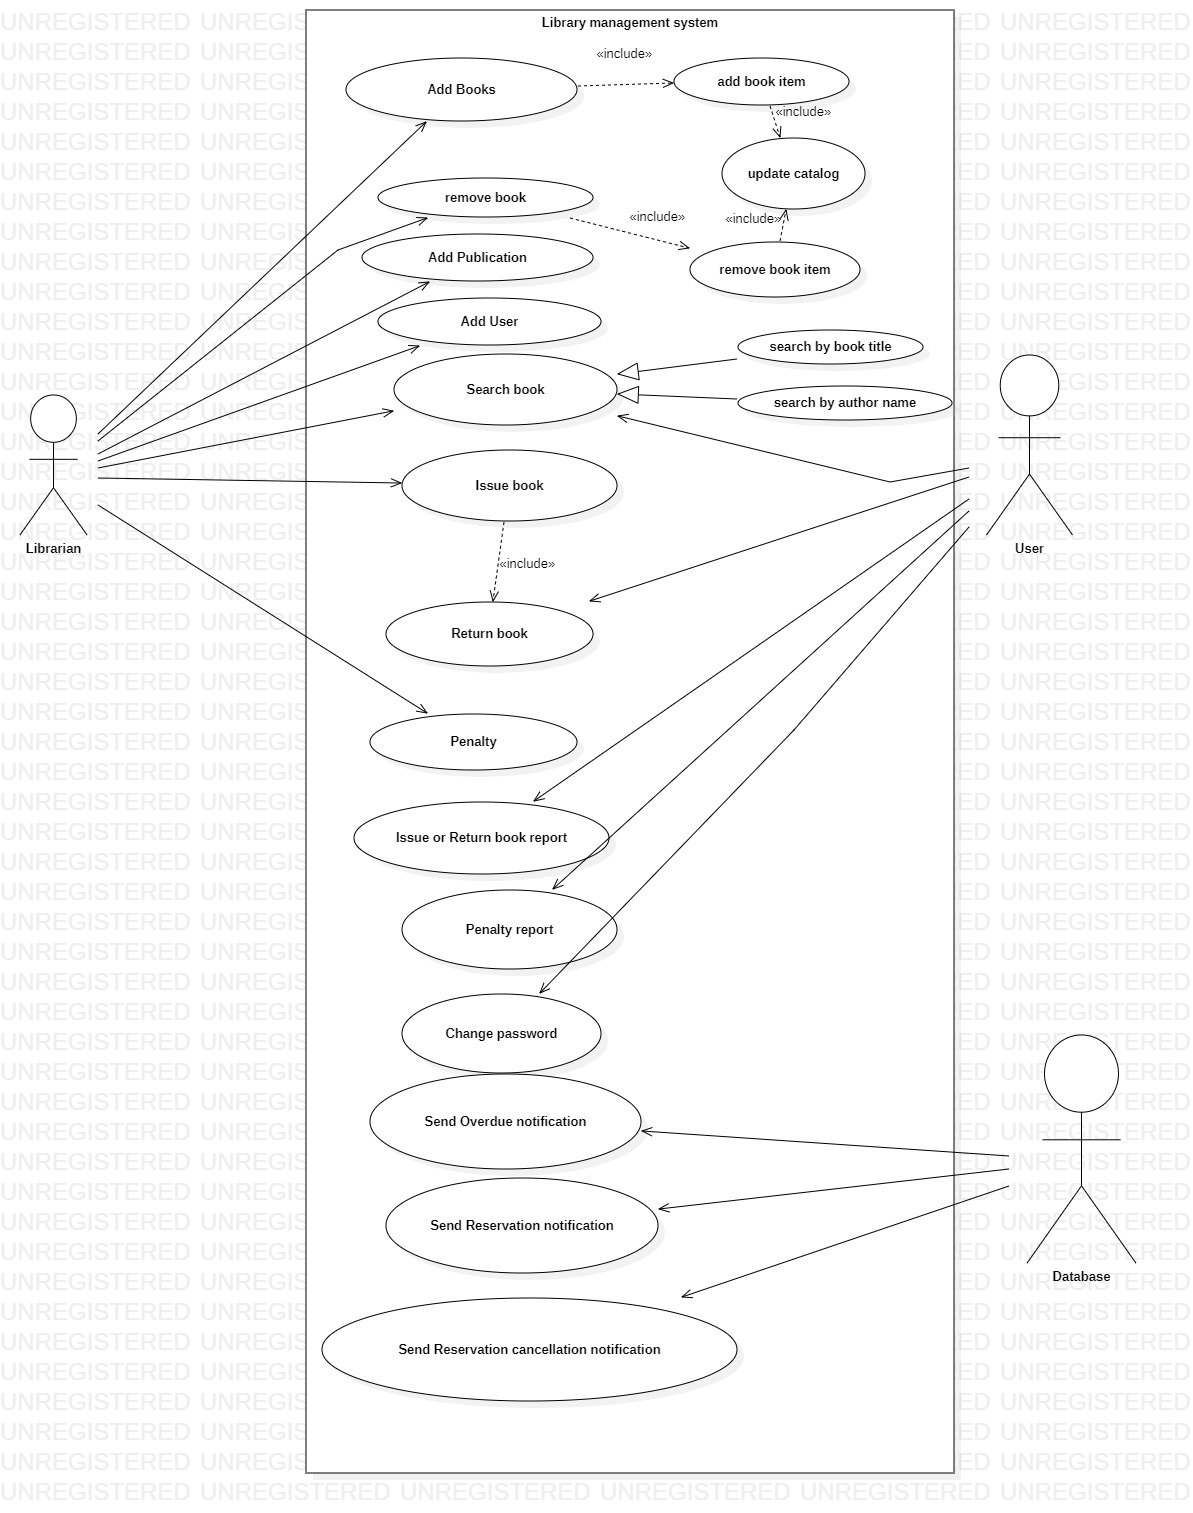 Library management system
«include»
Add Books
add book item
«include»
update catalog
remove book
«include»
«include»
Add Publication
remove book item
Add User
search by book title
Search book
search by author name
Issue book
Librarian
User
«include»
Return book
Penalty
Issue or Return book report
Penalty report
Change password
Send Overdue notification
Send Reservation notification
Database
Send Reservation cancellation notification
UNREGISTERED UNREGISTERED UNREGISTERED UNREGISTERED UNREGISTERED UNREGISTERED